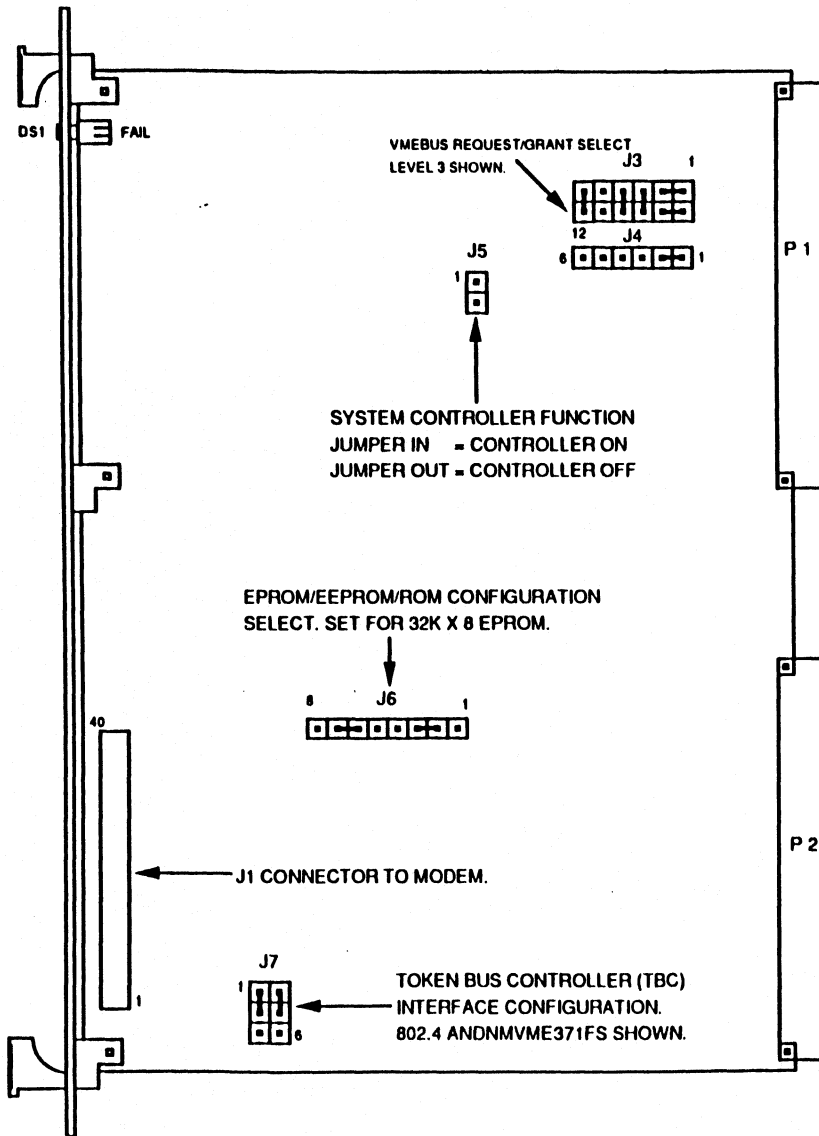 DS1 FAIL
VMEBUS REQUEST/GRANT SELECT
LEVEL 3 SHOWN.
J3 1
12 J4
6 1
J5
1
P 1
SYSTEM CONTROLLER FUNCTION
JUMPER IN = CONTROLLER ON
JUMPER OUT = CONTROLLER OFF
EPROM/EEPROM/ROM CONFIGURATION
SELECT. SET FOR 32K X 8 EPROM.
8 J6 1
40
J1 CONNECTOR TO MODEM.
P 2
1
J7
1
6
TOKEN BUS CONTROLLER (TBC)
INTERFACE CONFIGURATION.
802.4 ANDNMVME371FS SHOWN.